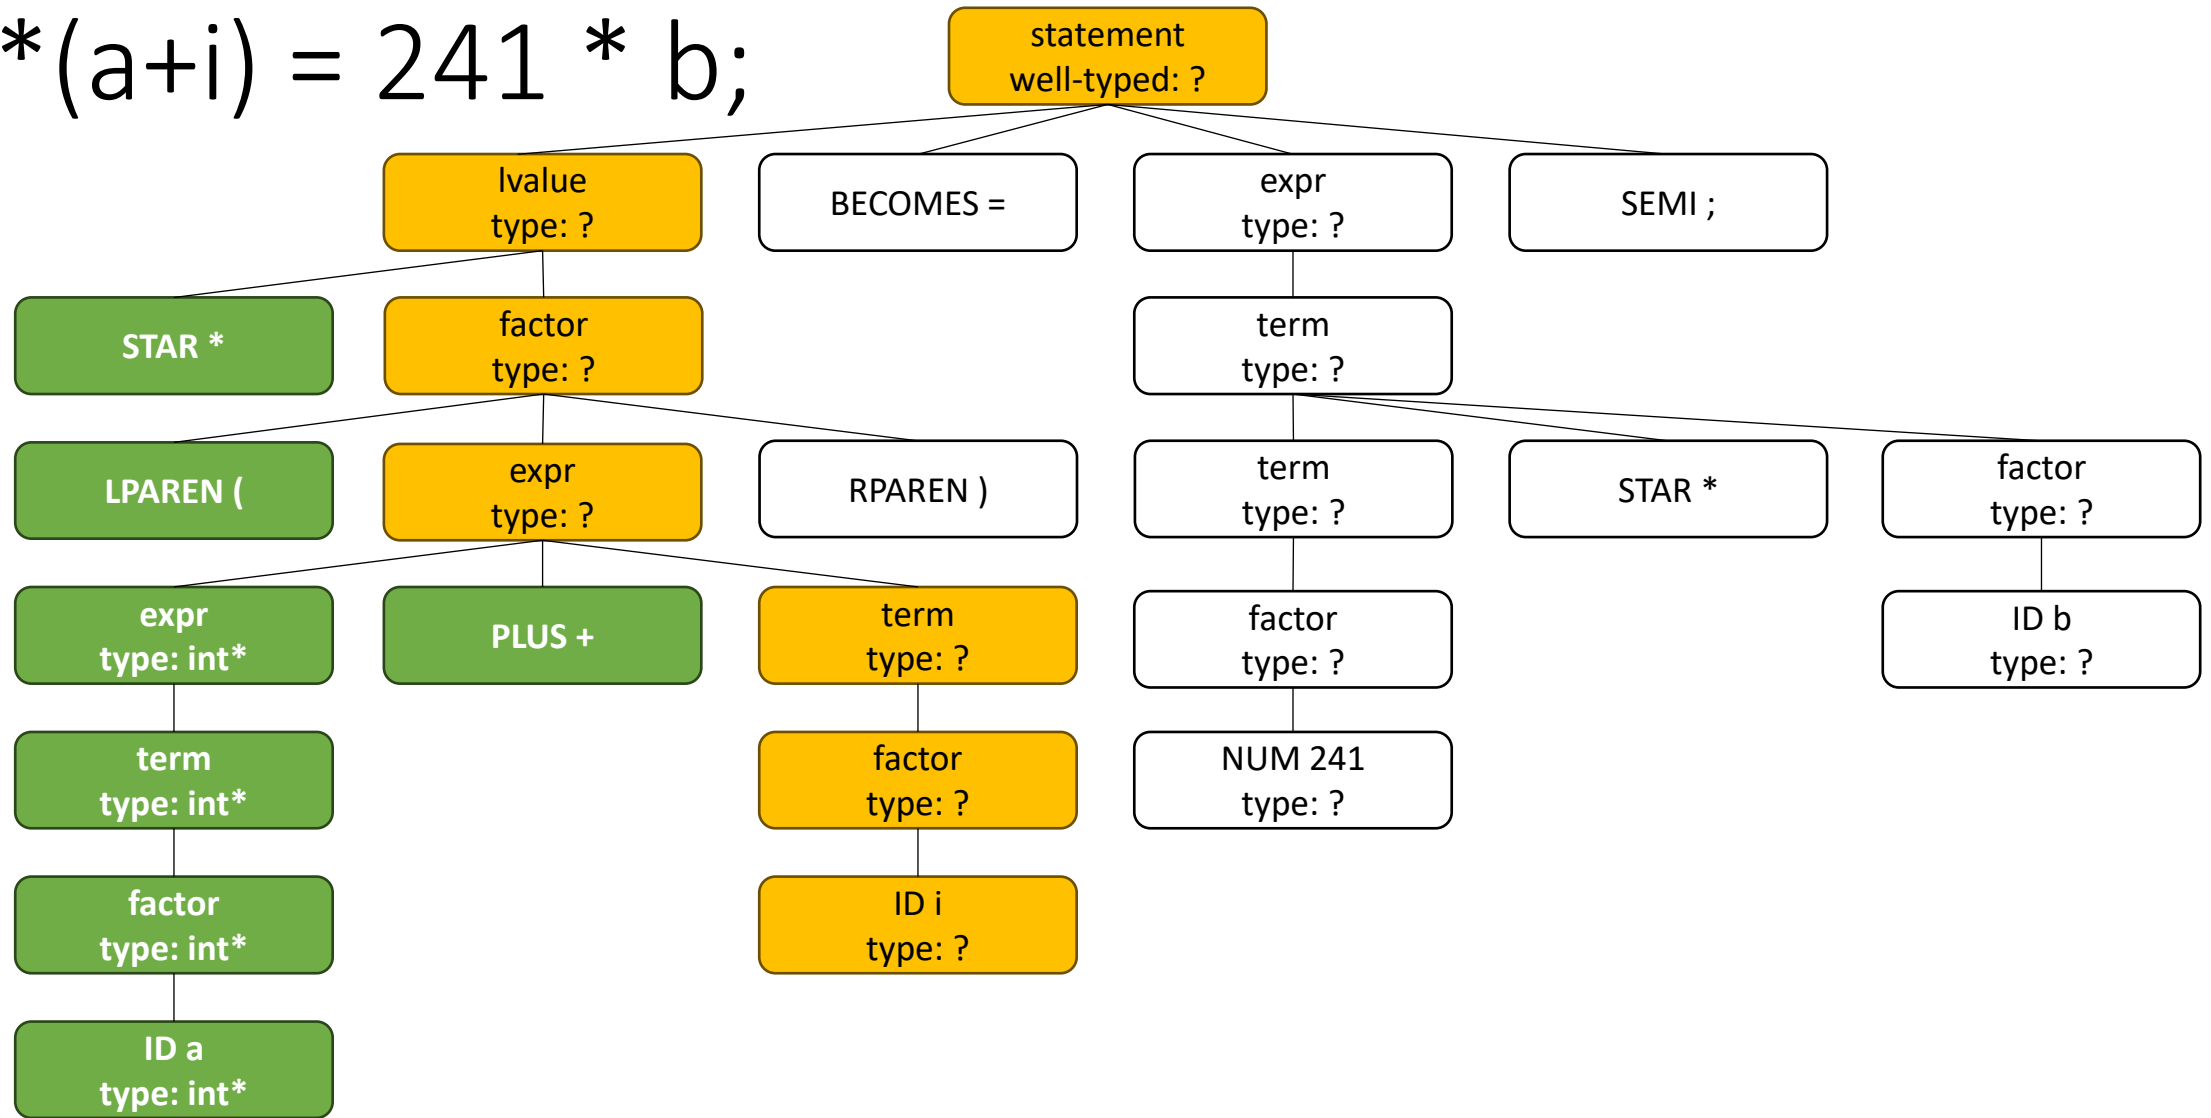 *(a+i) = 241 * b;
statement
well-typed: ?
lvalue
type: ?
BECOMES =
expr
type: ?
SEMI ;
STAR *
factor
type: ?
term
type: ?
LPAREN (
expr
type: ?
RPAREN )
term
type: ?
STAR *
factor
type: ?
expr
type: int*
PLUS +
term
type: ?
factor
type: ?
ID b
type: ?
term
type: int*
factor
type: ?
NUM 241
type: ?
factor
type: int*
ID i
type: ?
ID a
type: int*